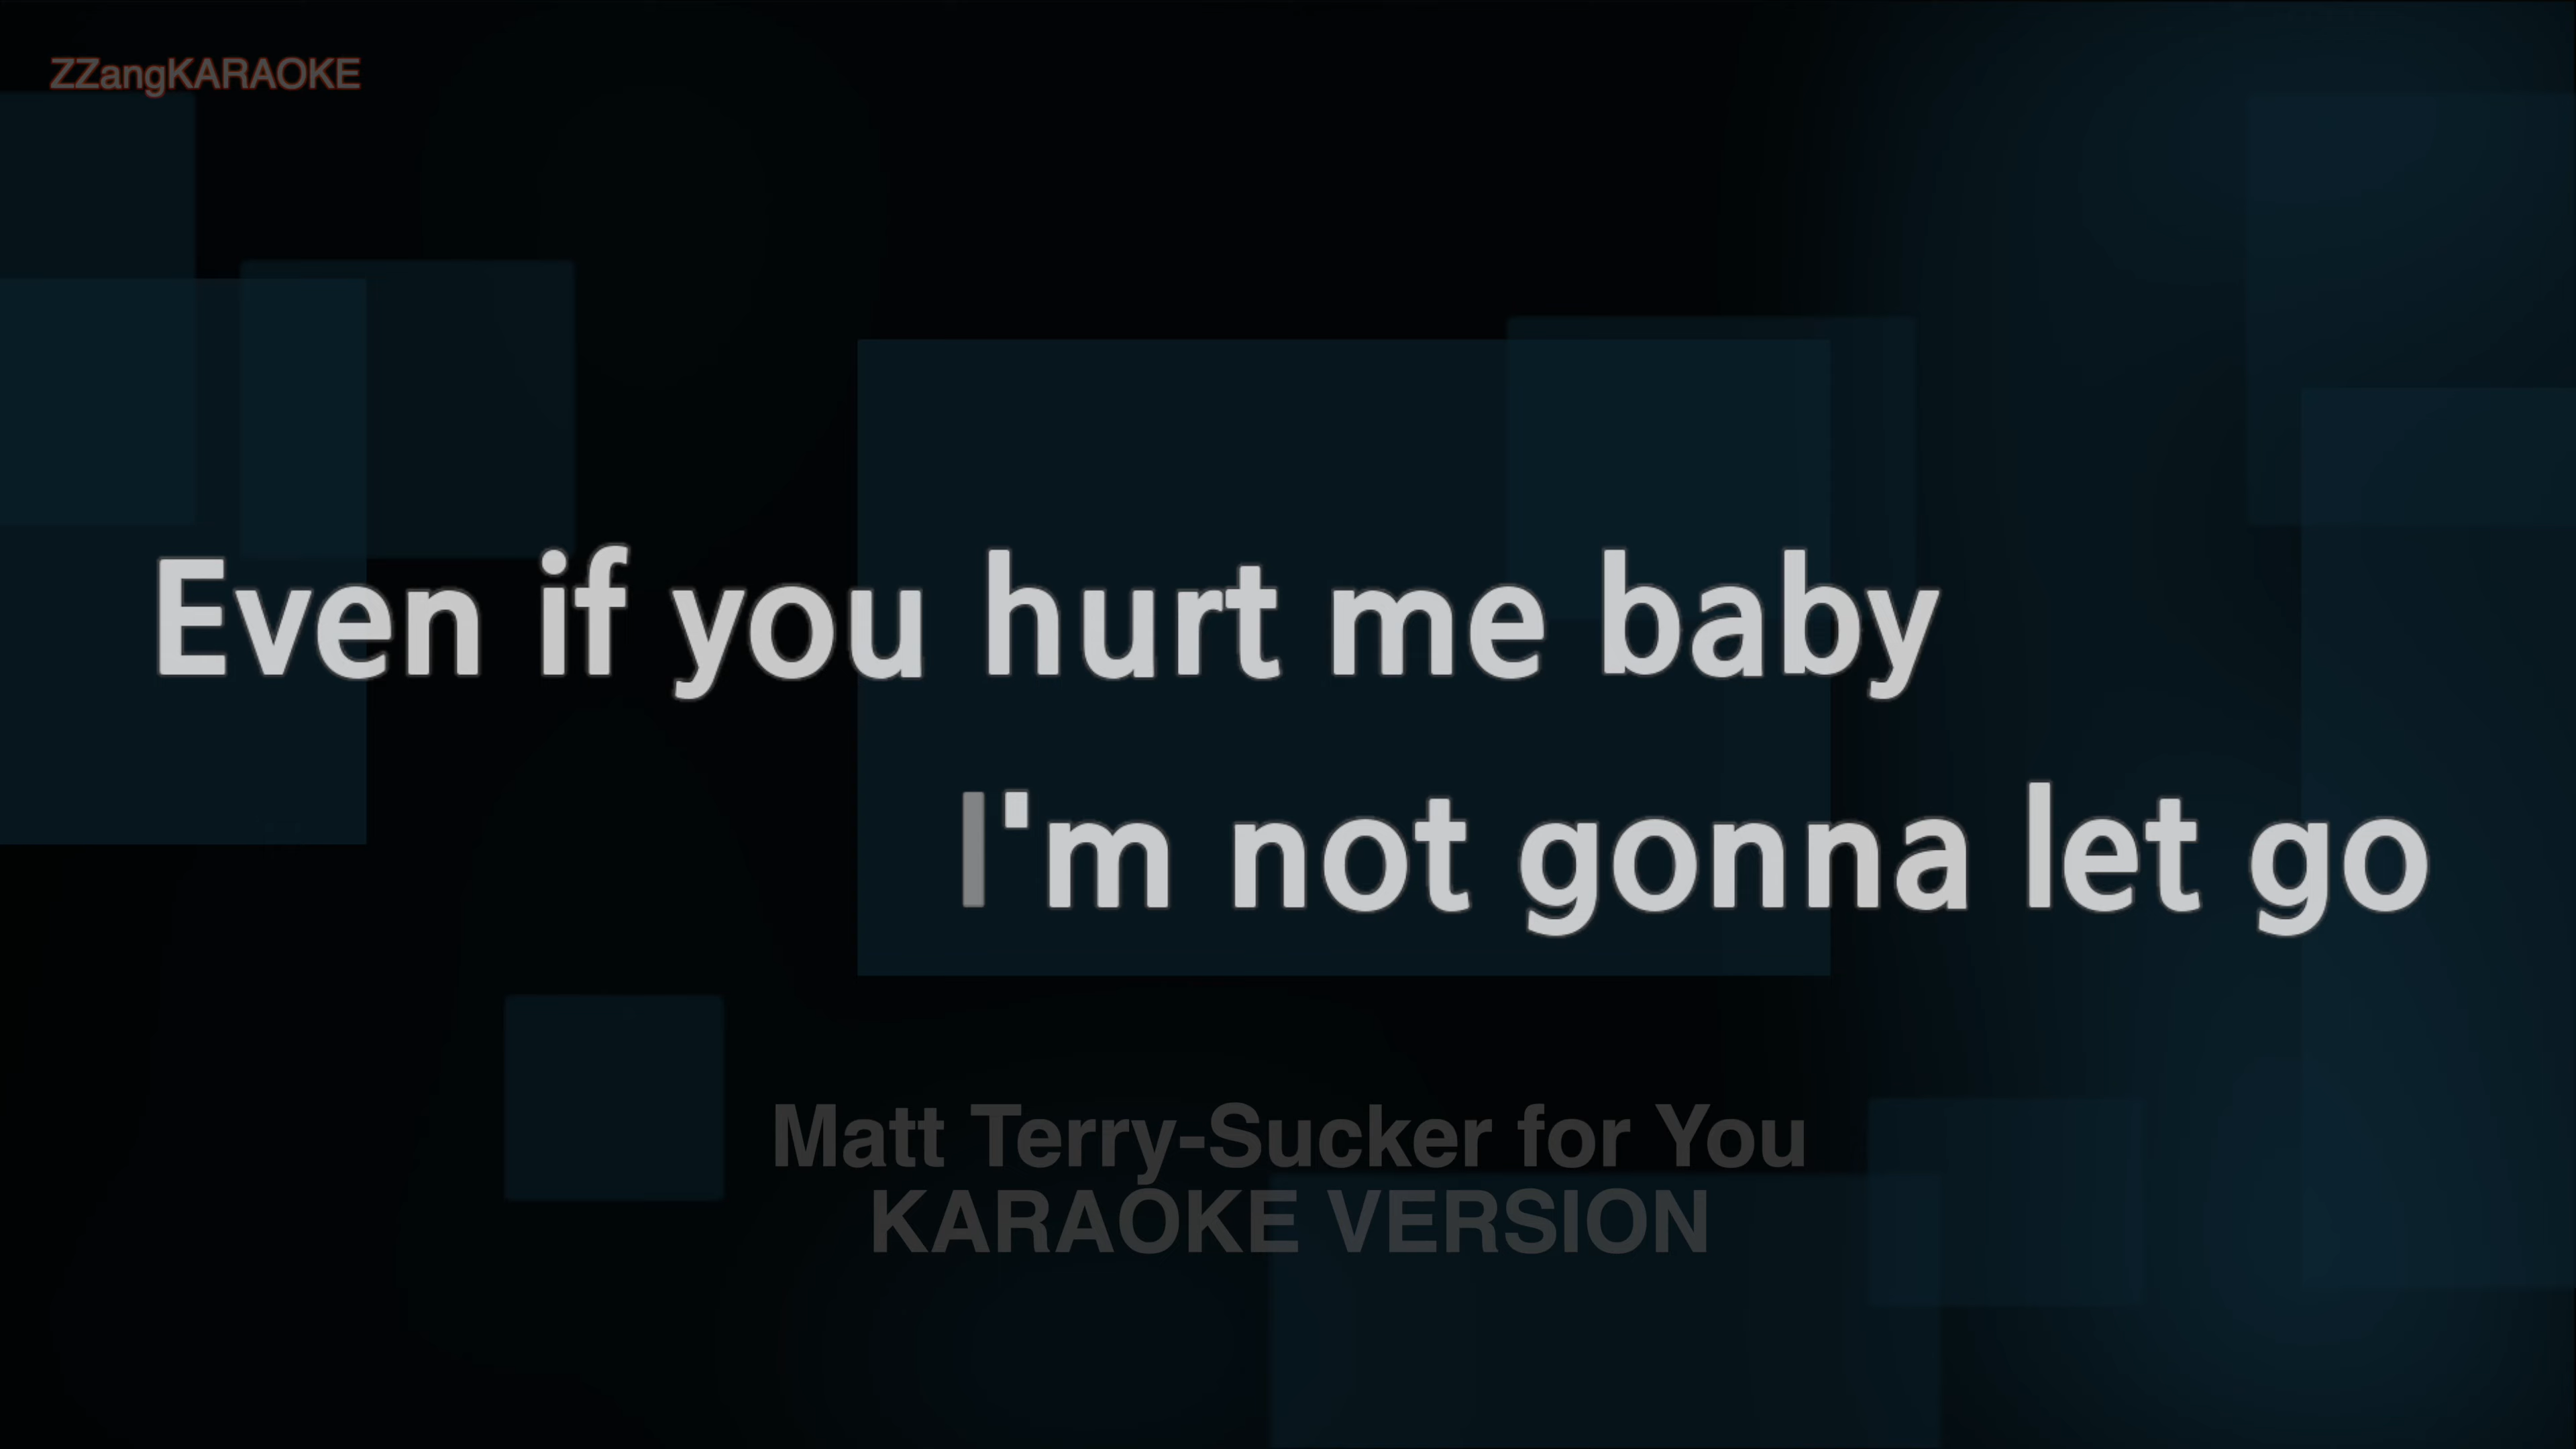 ZZangKARAOKE
Even if you hurt me baby
I'm not gonna let go
Matt Terry-Sucker for You
KARAOKE VERSION